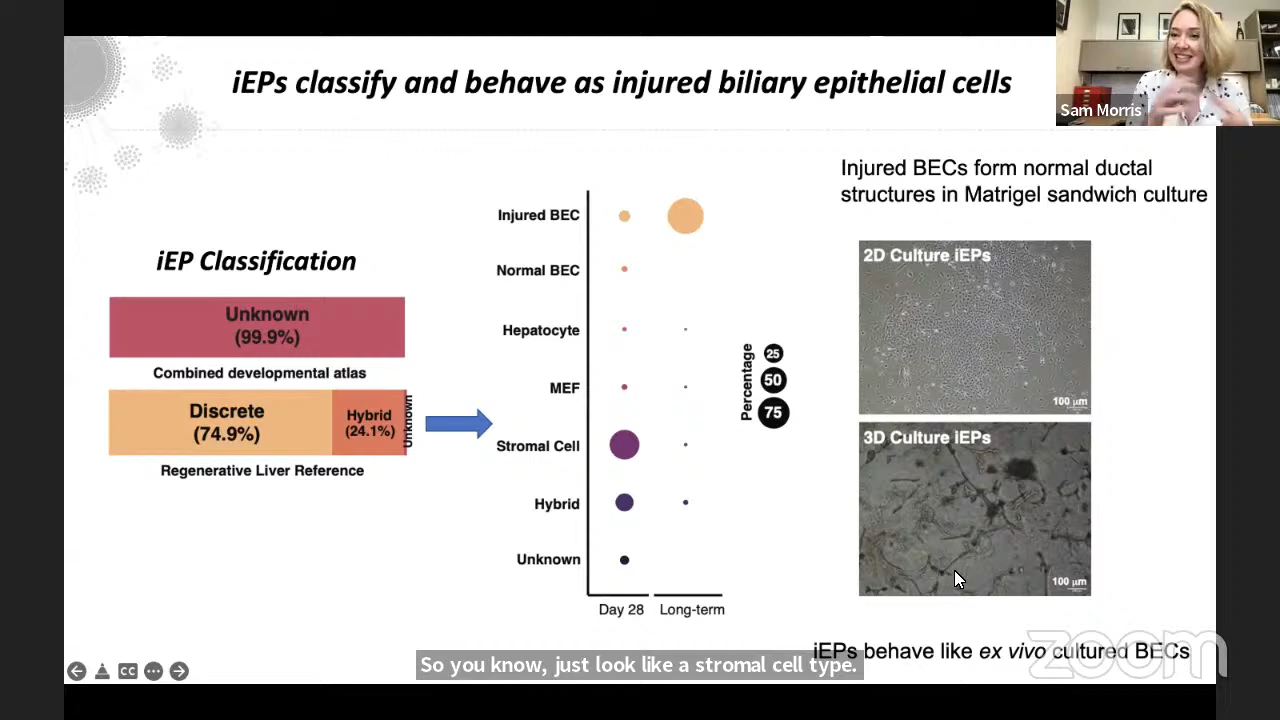 iEPs classify and behave as injured biliary epithelial cells
Sam Morris
Injured BECs form normal ductal
structures in Matrigel sandwich culture
iEP Classification
Unknown
(99.9%)
Combined developmental atlas
Discrete
(74.9%)
Hybrid
(24.1%)
Unknown
Regenerative Liver Reference
Injured BEC
Normal BEC
Hepatocyte
MEF
Stromal Cell
Hybrid
Unknown
Day 28
Long-term
Percentage
25
50
75
2D Culture iEPs
100 µm
3D Culture iEPs
100 µm
iEPs behave like ex vivo cultured BECs
So you know, just look like a stromal cell type.
CC
zoom